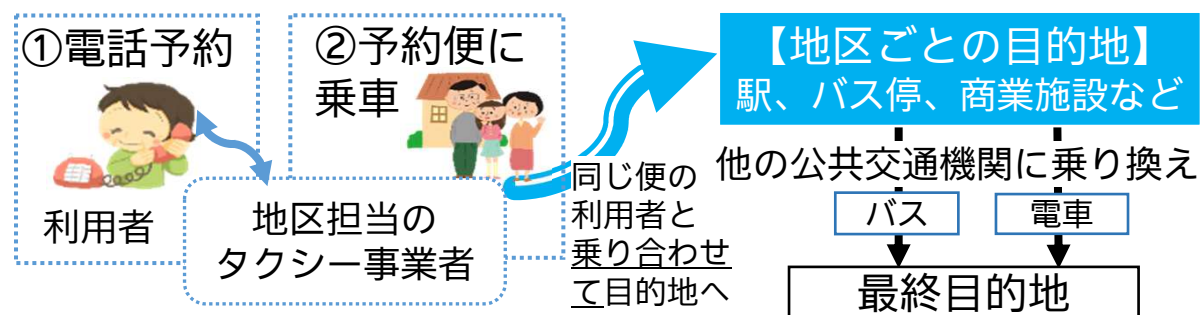 ①電話予約
利用者
②予約便に
乗車
地区担当の
タクシー事業者
同じ便の
利用者と
乗り合わせ
て目的地へ
【地区ごとの目的地】
駅、バス停、商業施設など
他の公共交通機関に乗り換え
バス
電車
最終目的地